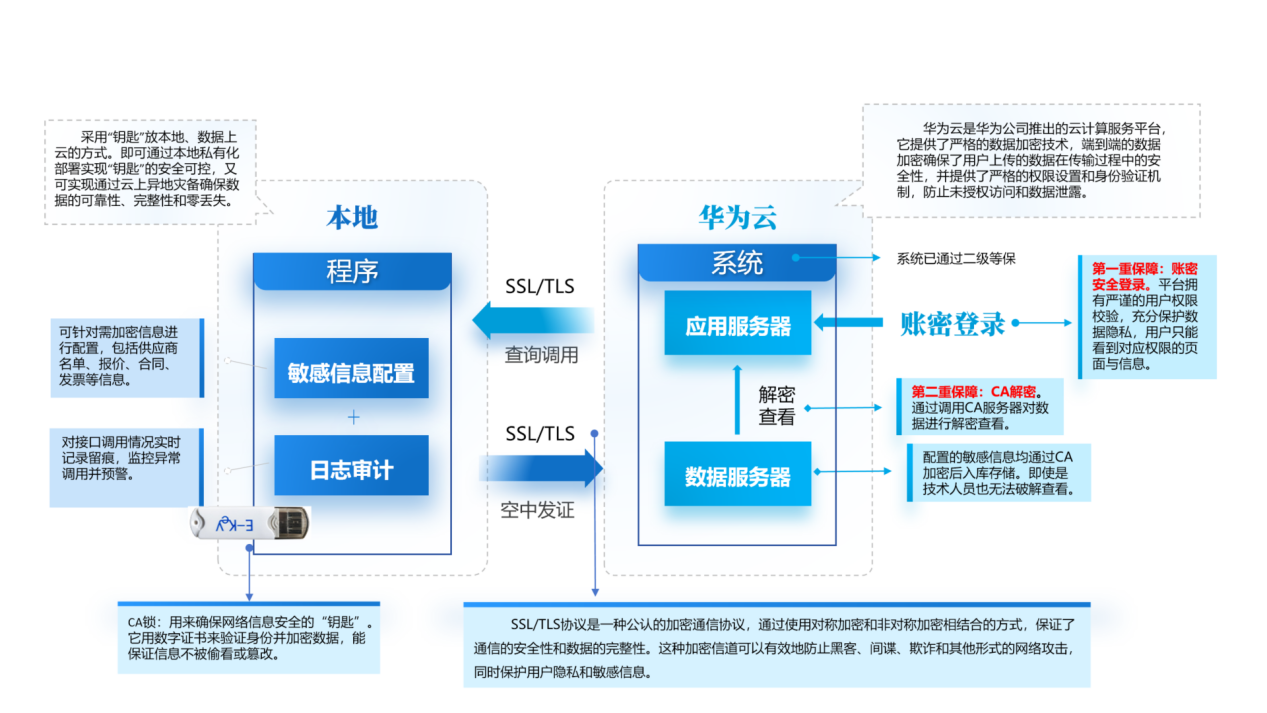 采用“钥匙”放本地、数据上
云的方式。即可通过本地私有化
部署实现“钥匙”的安全可控，又
可实现通过云上异地灾备确保数
据的可靠性、完整性和零丢失。
华为云是华为公司推出的云计算服务平台，
它提供了严格的数据加密技术，端到端的数据
加密确保了用户上传的数据在传输过程中的安
全性，并提供了严格的权限设置和身份验证机
制，防止未授权访问和数据泄露。
本地
程序
敏感信息配置
+
日志审计
可针对需加密信息进
行配置，包括供应商
名单、报价、合同、
发票等信息。
对接口调用情况实时
记录留痕，监控异常
调用并预警。
E-Key
CA锁：用来确保网络信息安全的“钥匙”。
它用数字证书来验证身份并加密数据，能
保证信息不被偷看或篡改。
SSL/TLS
查询调用
SSL/TLS
空中发证
华为云
系统
应用服务器
解密
查看
数据服务器
系统已通过二级等保
账密登录
第一重保障：账密
安全登录。平台拥
有严谨的用户权限
校验，充分保护数
据隐私，用户只能
看到对应权限的页
面与信息。
第二重保障：CA解密。
通过调用CA服务器对数
据进行解密查看。
配置的敏感信息均通过CA
加密后入库存储。即使是
技术人员也无法破解查看。
SSL/TLS协议是一种公认的加密通信协议，通过使用对称加密和非对称加密相结合的方式，保证了
通信的安全性和数据的完整性。这种加密信道可以有效地防止黑客、间谍、欺诈和其他形式的网络攻击，
同时保护用户隐私和敏感信息。